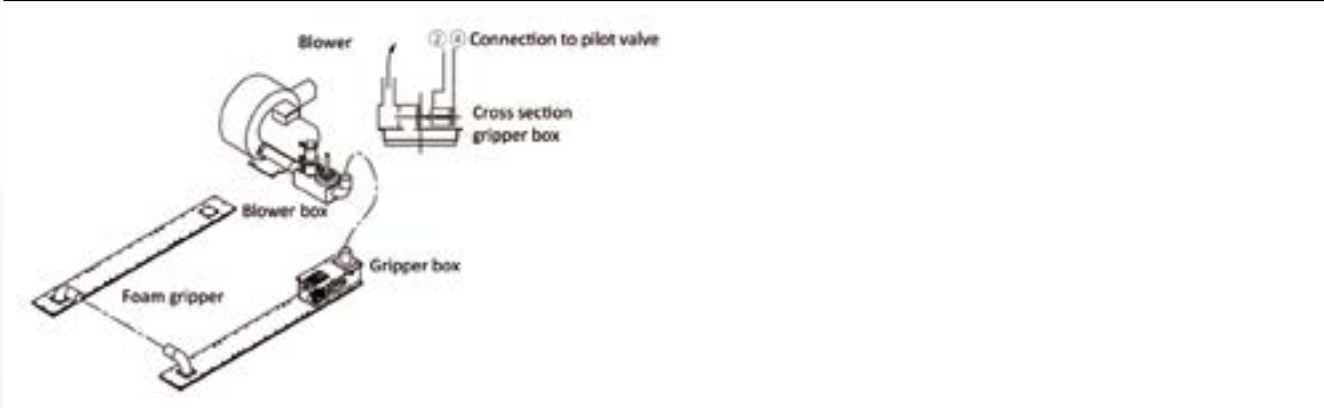 Blower
② ④ Connection to pilot valve
Cross section
gripper box
Blower box
Gripper box
Foam gripper